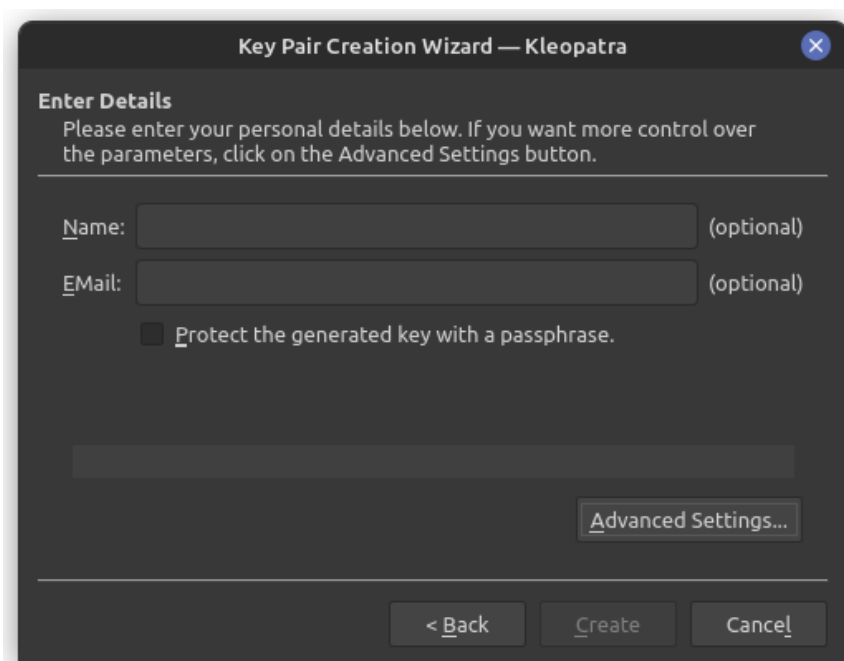 Key Pair Creation Wizard — Kleopatra
Enter Details
Please enter your personal details below. If you want more control over
the parameters, click on the Advanced Settings button.
Name: (optional)
EMail: (optional)
Protect the generated key with a passphrase.
Advanced Settings...
< Back Create Cancel